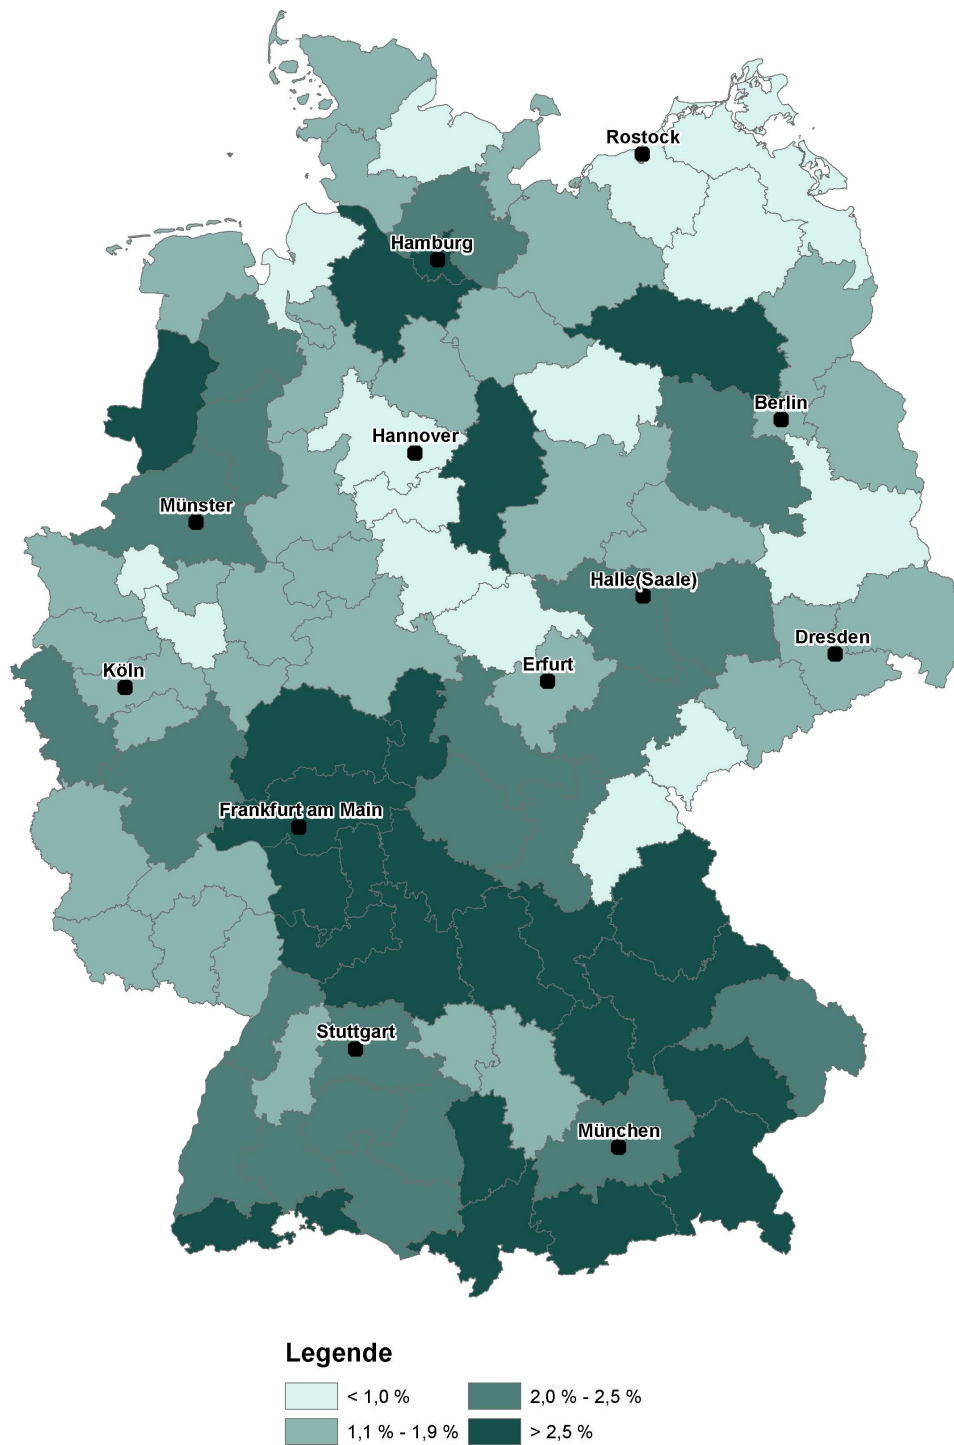 Rostock
Hamburg
Berlin
Hannover
Münster
Halle(Saale)
Dresden
Erfurt
Köln
Frankfurt am Main
Stuttgart
München
Legende
< 1,0 %
2,0 % - 2,5 %
1,1 % - 1,9 %
> 2,5 %